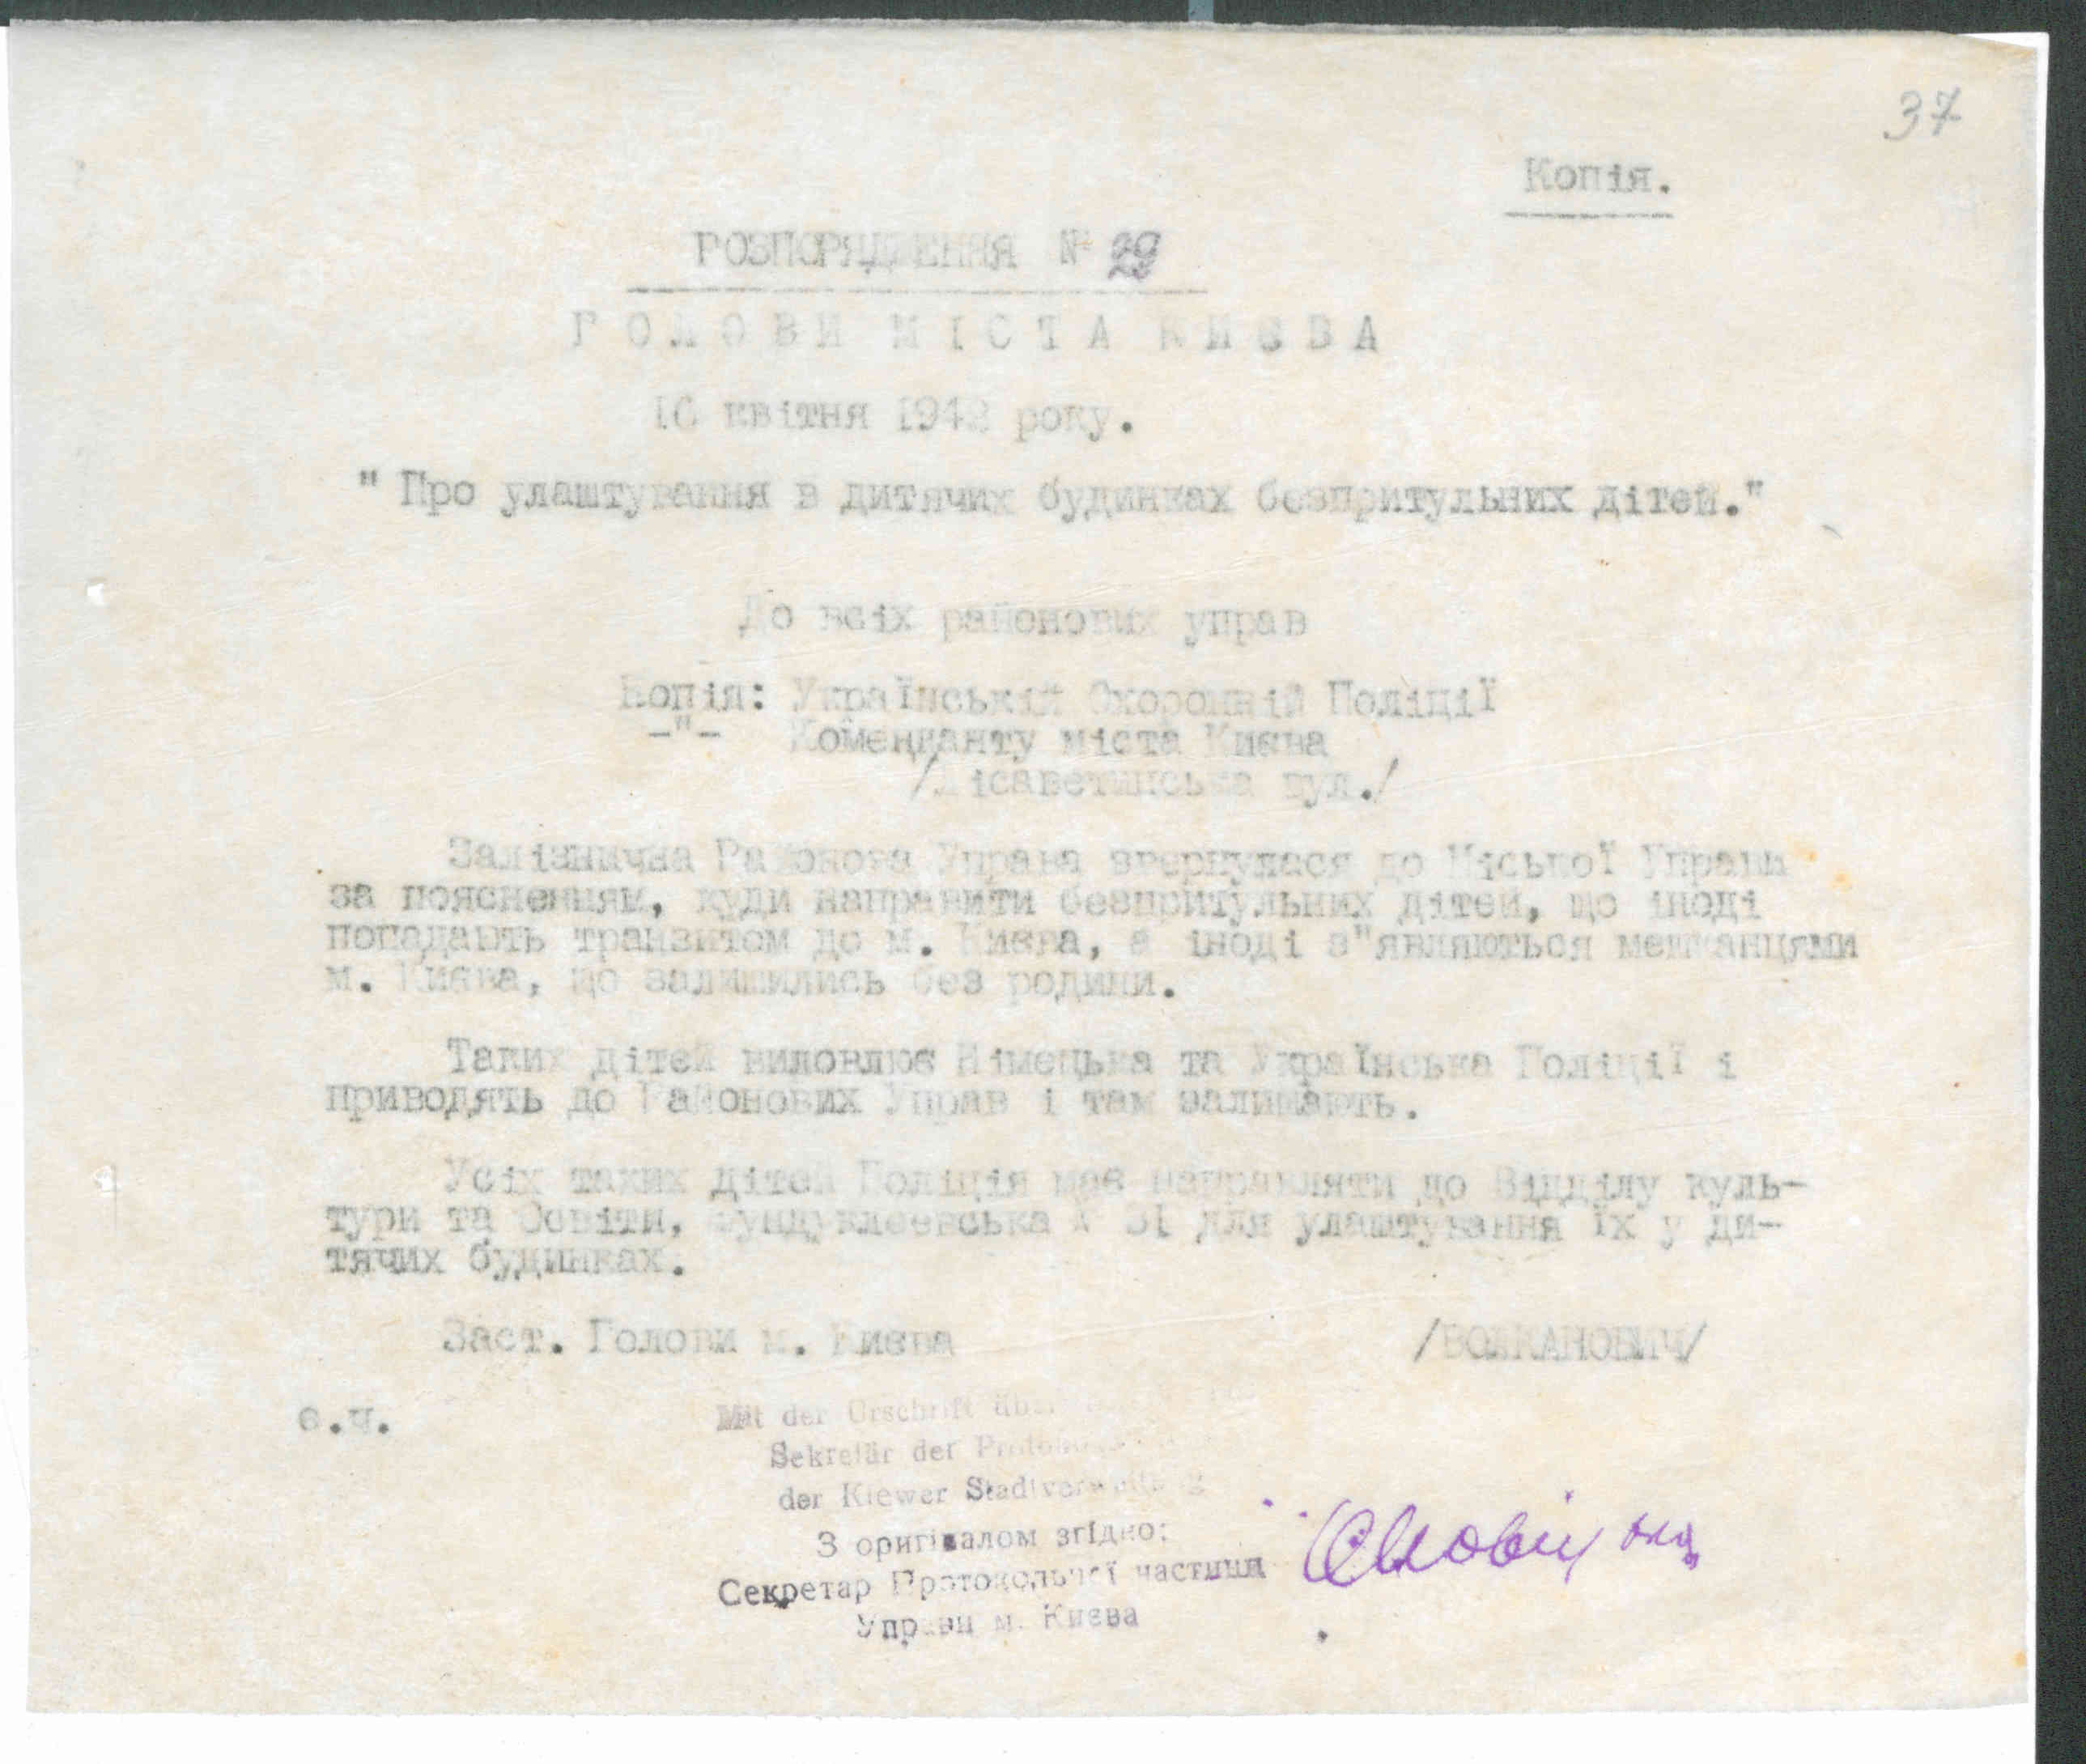 37
Копія.
РОЗПОРЯДЖЕННЯ № 29
ГОЛОВИ МІСТА КИЄВА
квітня 1942 року.
" Про улаштування в дитячих будинках безпритульних дітей."
До всіх районових управ
Копія: Українській Охоронній Поліції
-"- Коменданту міста Києва
/Лісаветинська вул./
Залізнична Районова Управа звернулася до Міської Управи
за поясненням, куди направити безпритульних дітей, що іноді
попадають транзитом до м. Києва, а іноді з"являються мешканцями
м. Києва, що залишились без родини.
Таких дітей виловлює Німецька та Українська Поліції і
приводять до Районових Управ і там залишають.
Усіх таких дітей Поліція має направляти до Відділу куль-
тури та Освіти, Фундуклеевська № 51 для улаштування їх у ди-
тячих будинках.
Заст. Голови м. Києва /ВОЛКАНОВИЧ/
є.ч.
Mit der Urschrift
Sekretär der
der Kiewer Stadtverwaltung
З оригіналом згідно:
Секретар Протокольної частини
Управи м. Києва